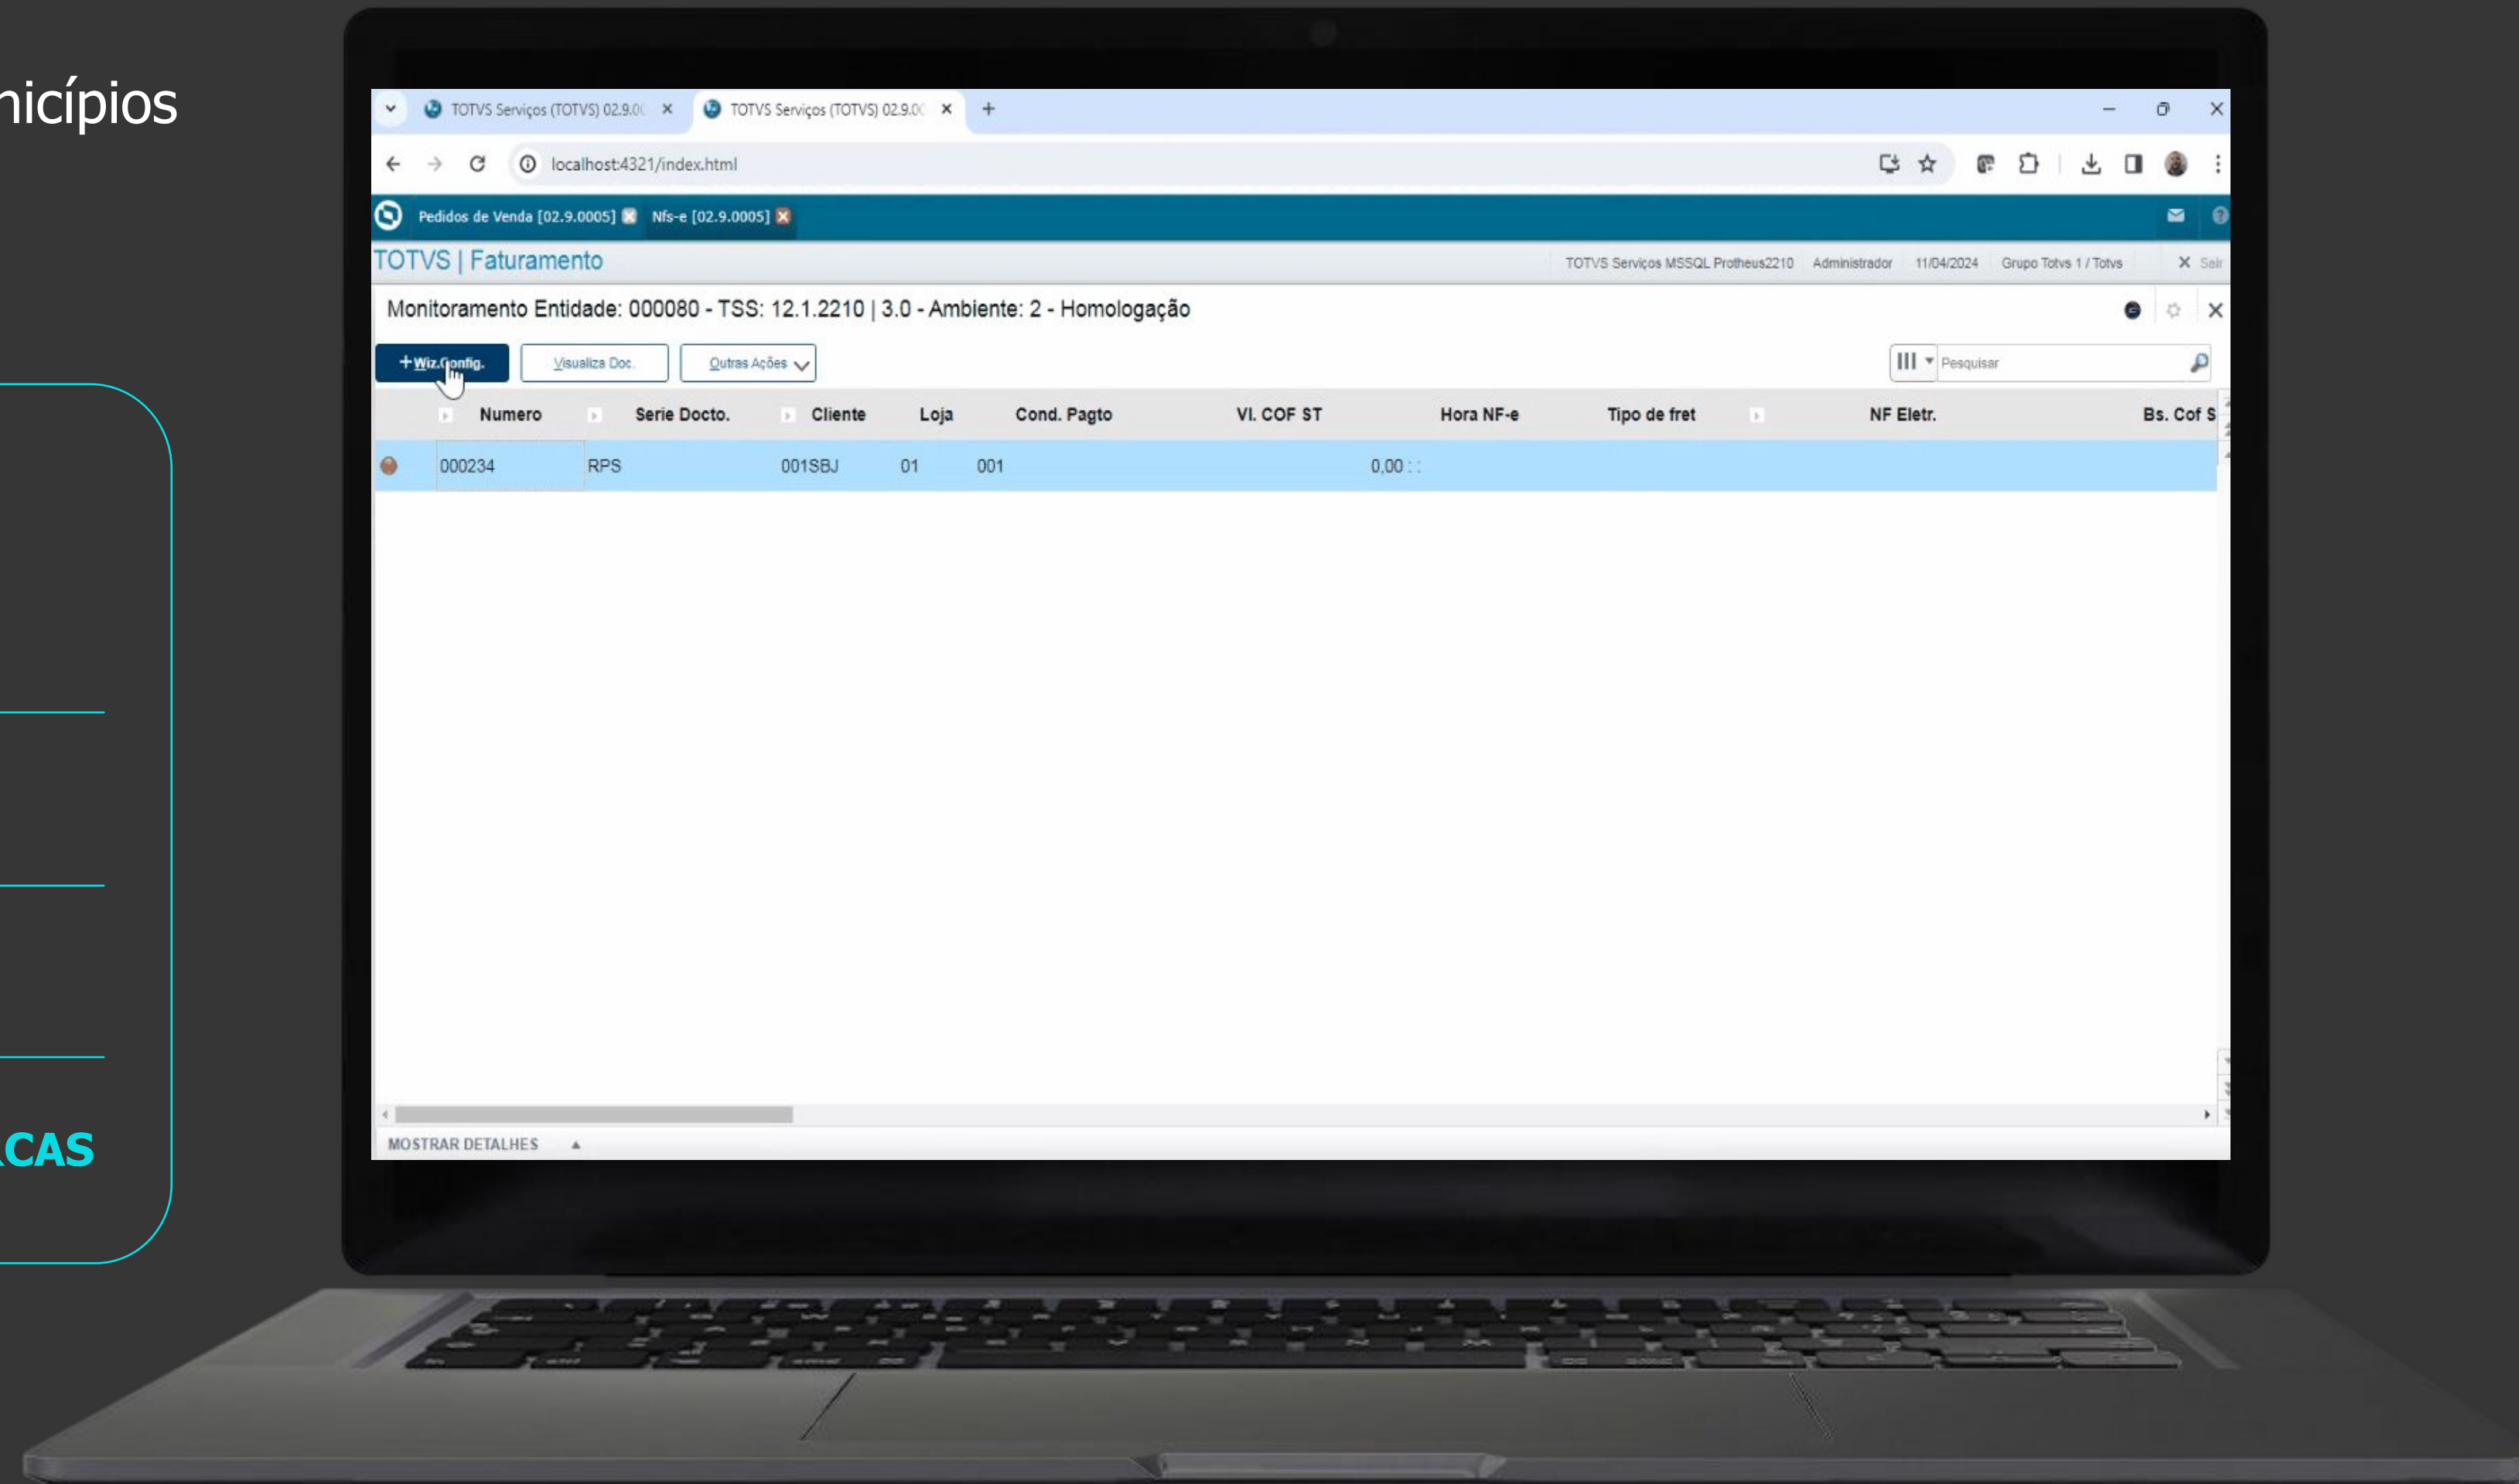 nicípios
TOTVS Serviços (TOTVS) 02.9.0
TOTVS Serviços (TOTVS) 02.9.0
localhost:4321/index.html
Pedidos de Venda [02.9.0005]
Nfs-e [02.9.0005]
TOTVS | Faturamento
TOTVS Serviços MSSQL Protheus2210
Administrador
11/04/2024
Grupo Totvs 1 / Totvs
Sair
Monitoramento Entidade: 000080 - TSS: 12.1.2210 | 3.0 - Ambiente: 2 - Homologação
+Wiz.Config.
Visualiza Doc.
Outras Ações
Pesquisar
Numero Serie Docto. Cliente Loja Cond. Pagto Vl. COF ST Hora NF-e Tipo de fret NF Eletr. Bs. Cof S
000234 RPS 001SBJ 01 001 0,00 : :
MOSTRAR DETALHES
CAS